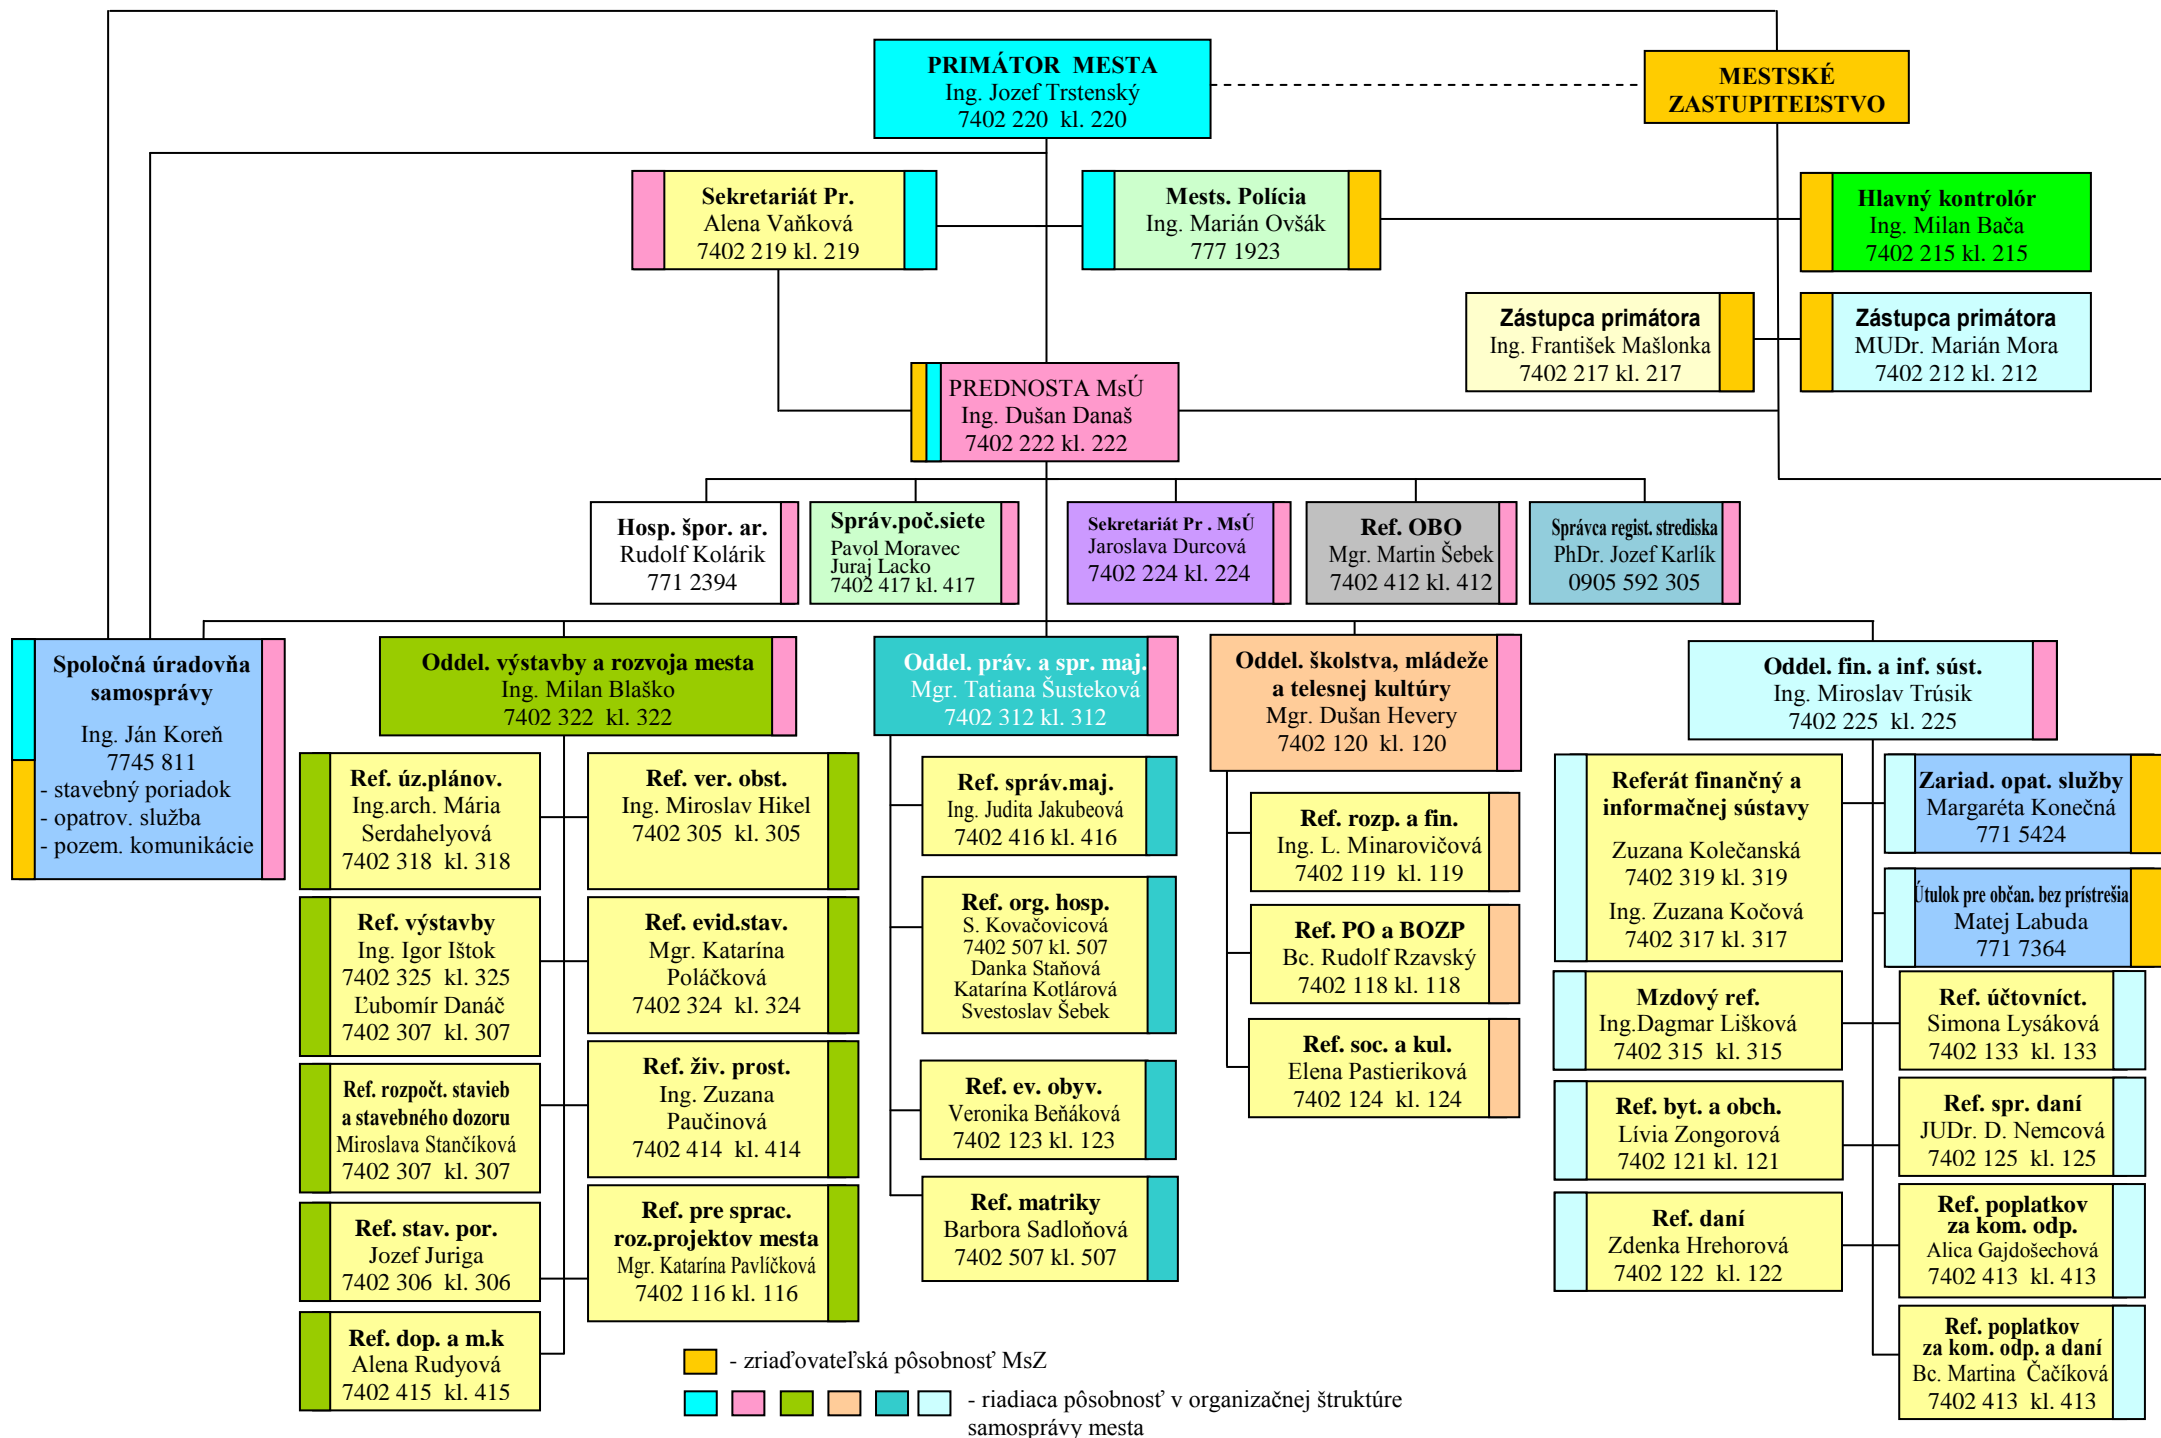 PRIMÁTOR  MESTA
Ing. Jozef Trstenský
7402 220  kl. 220
MESTSKÉ
ZASTUPITEĽSTVO
Sekretariát Pr.
Alena Vaňková
7402 219 kl. 219
Mests. Polícia
Ing. Marián Ovšák
777 1923
Hlavný kontrolór
Ing. Milan Bača
7402 215 kl. 215
Zástupca primátora
Ing. František Mašlonka
7402 217 kl. 217
Zástupca primátora
MUDr. Marián Mora
7402 212 kl. 212
PREDNOSTA MsÚ
Ing. Dušan Današ
7402 222 kl. 222
Hosp. špor. ar.
Rudolf Kolárik
771 2394
Správ.poč.siete
Pavol Moravec
Juraj Lacko
7402 417 kl. 417
Sekretariát Pr . MsÚ
Jaroslava Durcová
7402 224 kl. 224
Ref. OBO
Mgr. Martin Šebek
7402 412 kl. 412
Správca regist. strediska
PhDr. Jozef Karlík
0905 592 305
Spoločná úradovňa
samosprávy
Ing. Ján Koreň
7745 811
- stavebný poriadok
- opatrov. služba
- pozem. komunikácie
Oddel. výstavby a rozvoja mesta
Ing. Milan Blaško
7402 322  kl. 322
Oddel. práv. a spr. maj.
Mgr. Tatiana Šusteková
7402 312 kl. 312
Oddel. školstva, mládeže
a telesnej kultúry
Mgr. Dušan Hevery
7402 120  kl. 120
Oddel. fin. a inf. súst.
Ing. Miroslav Trúsik
7402 225  kl. 225
Ref. úz.plánov.
Ing.arch. Mária
Serdahelyová
7402 318  kl. 318
Ref. ver. obst.
Ing. Miroslav Hikel
7402 305  kl. 305
Ref. výstavby
Ing. Igor Ištok
7402 325  kl. 325
Ľubomír Danáč
7402 307  kl. 307
Ref. evid.stav.
Mgr. Katarína
Poláčková
7402 324  kl. 324
Ref. rozpočt. stavieb
a stavebného dozoru
Miroslava Stančíková
7402 307  kl. 307
Ref. živ. prost.
Ing. Zuzana
Paučinová
7402 414  kl. 414
Ref. stav. por.
Jozef Juriga
7402 306  kl. 306
Ref. pre sprac.
roz.projektov mesta
Mgr. Katarína Pavlíčková
7402 116 kl. 116
Ref. dop. a m.k
Alena Rudyová
7402 415  kl. 415
Ref. správ.maj.
Ing. Judita Jakubeová
7402 416 kl. 416
Ref. org. hosp.
S. Kovačovicová
7402 507 kl. 507
Danka Staňová
Katarína Kotlárová
Svestoslav Šebek
Ref. ev. obyv.
Veronika Beňáková
7402 123 kl. 123
Ref. matriky
Barbora Sadloňová
7402 507 kl. 507
Ref. rozp. a fin.
Ing. L. Minarovičová
7402 119  kl. 119
Ref. PO a BOZP
Bc. Rudolf Rzavský
7402 118 kl. 118
Ref. soc. a kul.
Elena Pastieriková
7402 124  kl. 124
Referát finančný a
informačnej sústavy
Zuzana Kolečanská
7402 319 kl. 319
Ing. Zuzana Kočová
7402 317 kl. 317
Zariad. opat. služby
Margaréta Konečná
771 5424
Útulok pre občan. bez prístrešia
Matej Labuda
771 7364
Mzdový ref.
Ing.Dagmar Lišková
7402 315  kl. 315
Ref. účtovníct.
Simona Lysáková
7402 133  kl. 133
Ref. byt. a obch.
Lívia Zongorová
7402 121 kl. 121
Ref. spr. daní
JUDr. D. Nemcová
7402 125  kl. 125
Ref. daní
Zdenka Hrehorová
7402 122  kl. 122
Ref. poplatkov
za kom. odp.
Alica Gajdošechová
7402 413  kl. 413
Ref. poplatkov
za kom. odp. a daní
Bc. Martina  Čačíková
7402 413  kl. 413
- zriaďovateľská pôsobnosť MsZ
- riadiaca pôsobnosť v organizačnej štruktúre
samosprávy mesta